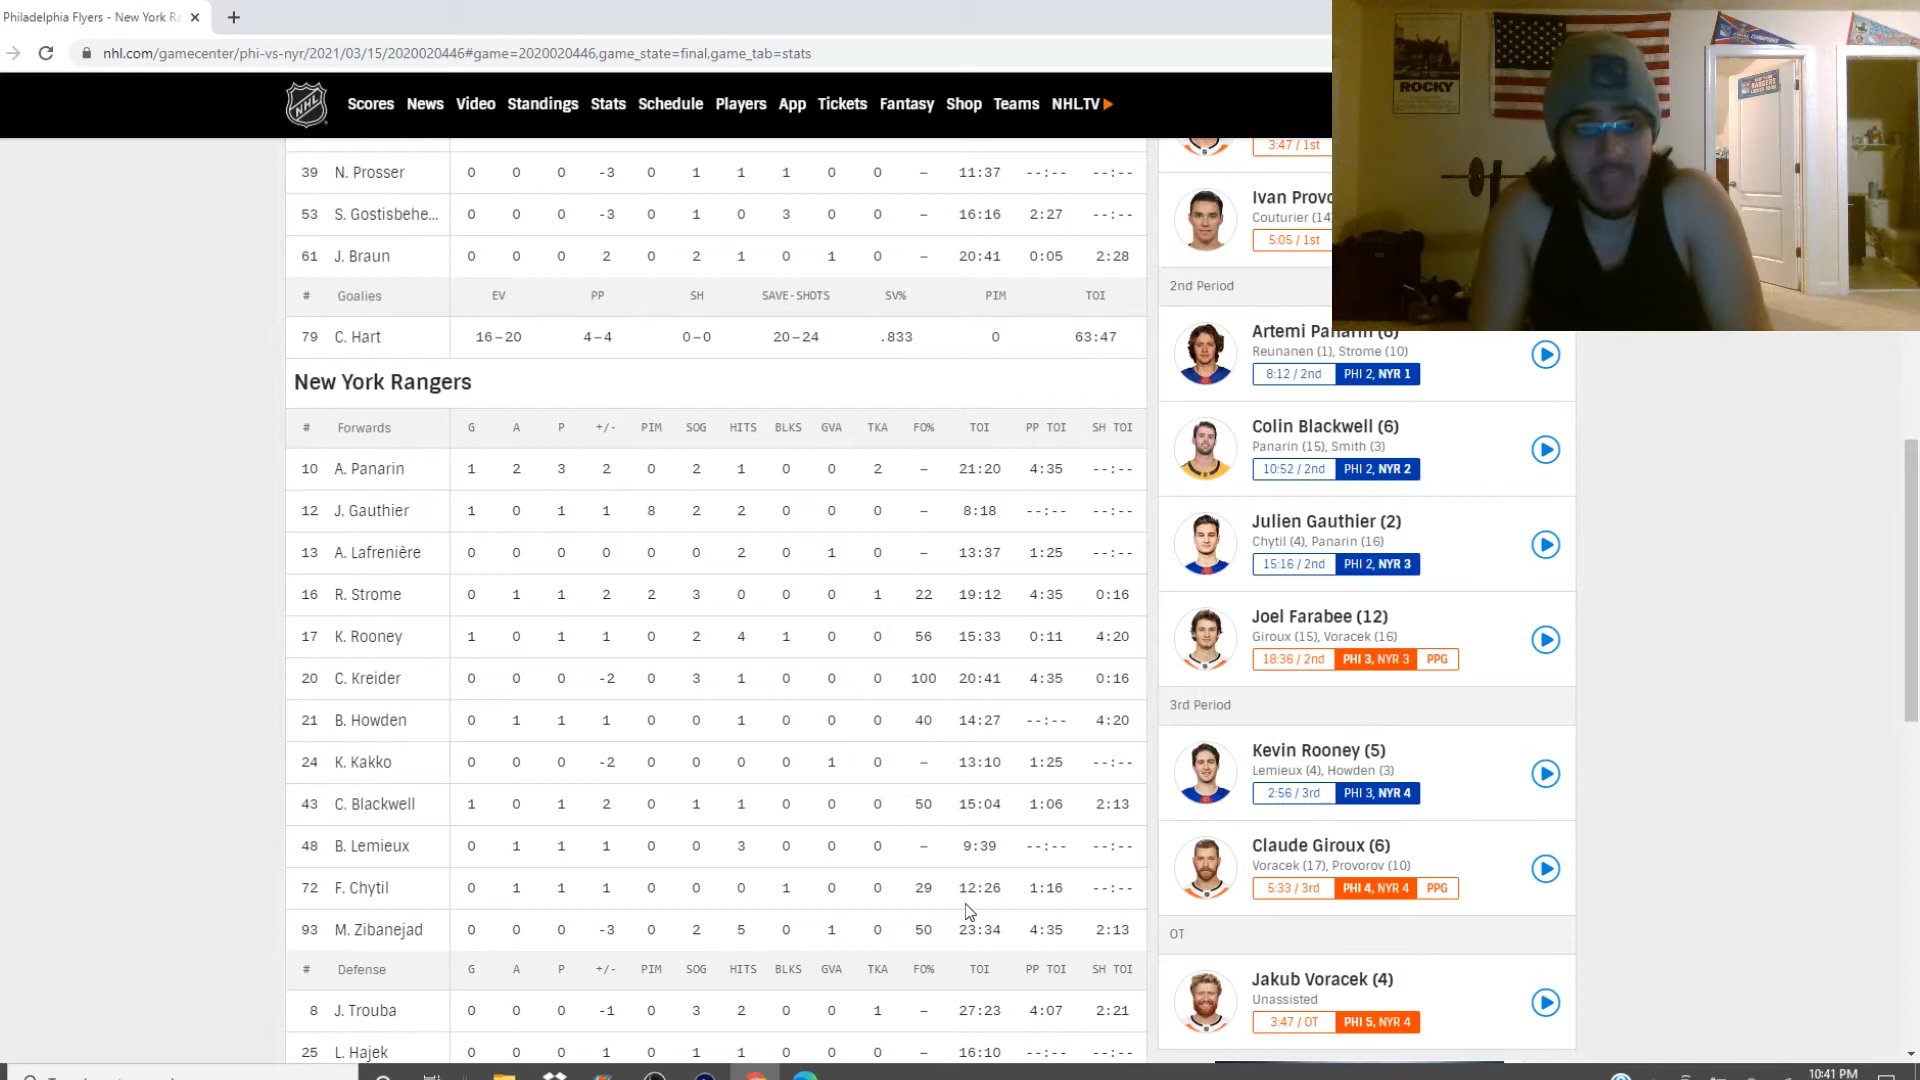 Philadelphia Flyers - New York R
nhl.com/gamecenter/phi-vs-nyr/2021/03/15/2020020446#game=2020020446,game_state=final,game_tab=stats
NHL Scores News Video Standings Stats Schedule Players App Tickets Fantasy Shop Teams NHL.TV
39 N. Prosser 0 0 0 -3 0 1 1 1 0 0 – 11:37 --:-- --:--
53 S. Gostisbehe... 0 0 0 -3 0 1 0 3 0 0 – 16:16 2:27 --:--
61 J. Braun 0 0 0 2 0 2 1 0 1 0 – 20:41 0:05 2:28
# Goalies EV PP SH SAVE-SHOTS SV% PIM TOI
79 C. Hart 16–20 4–4 0–0 20–24 .833 0 63:47
New York Rangers
# Forwards G A P +/- PIM SOG HITS BLKS GVA TKA FO% TOI PP TOI SH TOI
10 A. Panarin 1 2 3 2 0 2 1 0 0 2 – 21:20 4:35 --:--
12 J. Gauthier 1 0 1 1 8 2 2 0 0 0 – 8:18 --:-- --:--
13 A. Lafrenière 0 0 0 0 0 0 2 0 1 0 – 13:37 1:25 --:--
16 R. Strome 0 1 1 2 2 3 0 0 0 1 22 19:12 4:35 0:16
17 K. Rooney 1 0 1 1 0 2 4 1 0 0 56 15:33 0:11 4:20
20 C. Kreider 0 0 0 -2 0 3 1 0 0 0 100 20:41 4:35 0:16
21 B. Howden 0 1 1 1 0 0 1 0 0 0 40 14:27 --:-- 4:20
24 K. Kakko 0 0 0 -2 0 0 0 0 1 0 – 13:10 1:25 --:--
43 C. Blackwell 1 0 1 2 0 1 1 0 0 0 50 15:04 1:06 2:13
48 B. Lemieux 0 1 1 1 0 0 3 0 0 0 – 9:39 --:-- --:--
72 F. Chytil 0 1 1 1 0 0 0 1 0 0 29 12:26 1:16 --:--
93 M. Zibanejad 0 0 0 -3 0 2 5 0 1 0 50 23:34 4:35 2:13
# Defense G A P +/- PIM SOG HITS BLKS GVA TKA FO% TOI PP TOI SH TOI
8 J. Trouba 0 0 0 -1 0 3 2 0 0 1 – 27:23 4:07 2:21
25 L. Hajek 0 0 0 1 0 1 1 0 0 0 – 16:10 --:-- --:--
3:47 / 1st
Ivan Provo
Couturier (14
5:05 / 1st
2nd Period
Artemi Panarin (6)
Reunanen (1), Strome (10)
8:12 / 2nd PHI 2, NYR 1
Colin Blackwell (6)
Panarin (15), Smith (3)
10:52 / 2nd PHI 2, NYR 2
Julien Gauthier (2)
Chytil (4), Panarin (16)
15:16 / 2nd PHI 2, NYR 3
Joel Farabee (12)
Giroux (15), Voracek (16)
18:36 / 2nd PHI 3, NYR 3 PPG
3rd Period
Kevin Rooney (5)
Lemieux (4), Howden (3)
2:56 / 3rd PHI 3, NYR 4
Claude Giroux (6)
Voracek (17), Provorov (10)
5:33 / 3rd PHI 4, NYR 4 PPG
OT
Jakub Voracek (4)
Unassisted
3:47 / OT PHI 5, NYR 4
ROCKY
10:41 PM